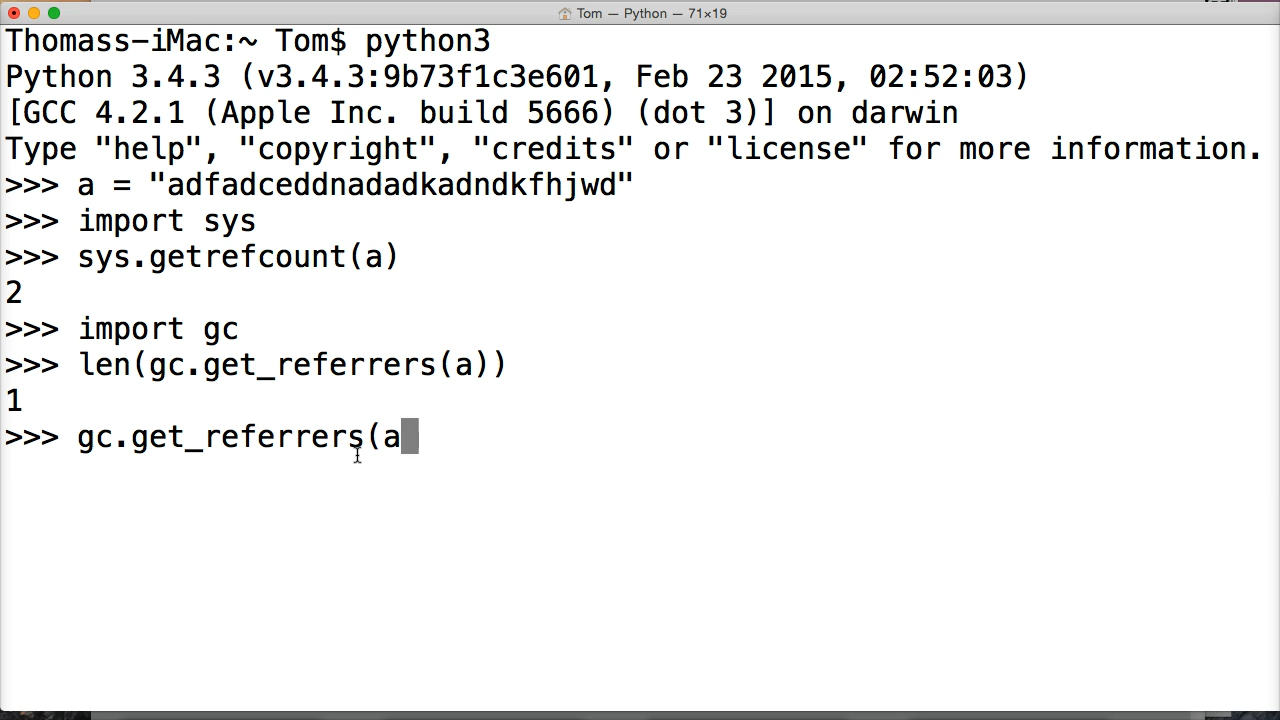 Tom — Python — 71×19
Thomass-iMac:~ Tom$ python3
Python 3.4.3 (v3.4.3:9b73f1c3e601, Feb 23 2015, 02:52:03)
[GCC 4.2.1 (Apple Inc. build 5666) (dot 3)] on darwin
Type "help", "copyright", "credits" or "license" for more information.
>>> a = "adfadceddnadadkadndkfhjwd"
>>> import sys
>>> sys.getrefcount(a)
2
>>> import gc
>>> len(gc.get_referrers(a))
1
>>> gc.get_referrers(a